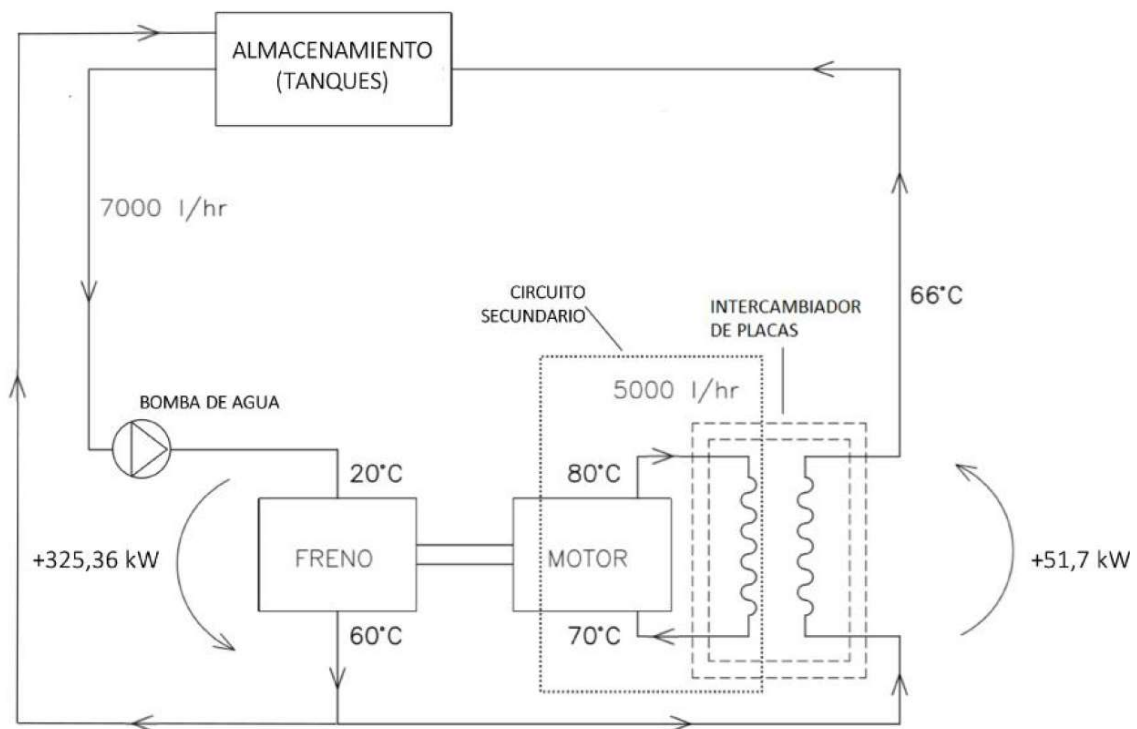 ALMACENAMIENTO
(TANQUES)
7000 l/hr
CIRCUITO
SECUNDARIO
INTERCAMBIADOR
DE PLACAS
66°C
5000 l/hr
BOMBA DE AGUA
20°C
80°C
+325,36 kW
FRENO
MOTOR
+51,7 kW
60°C
70°C